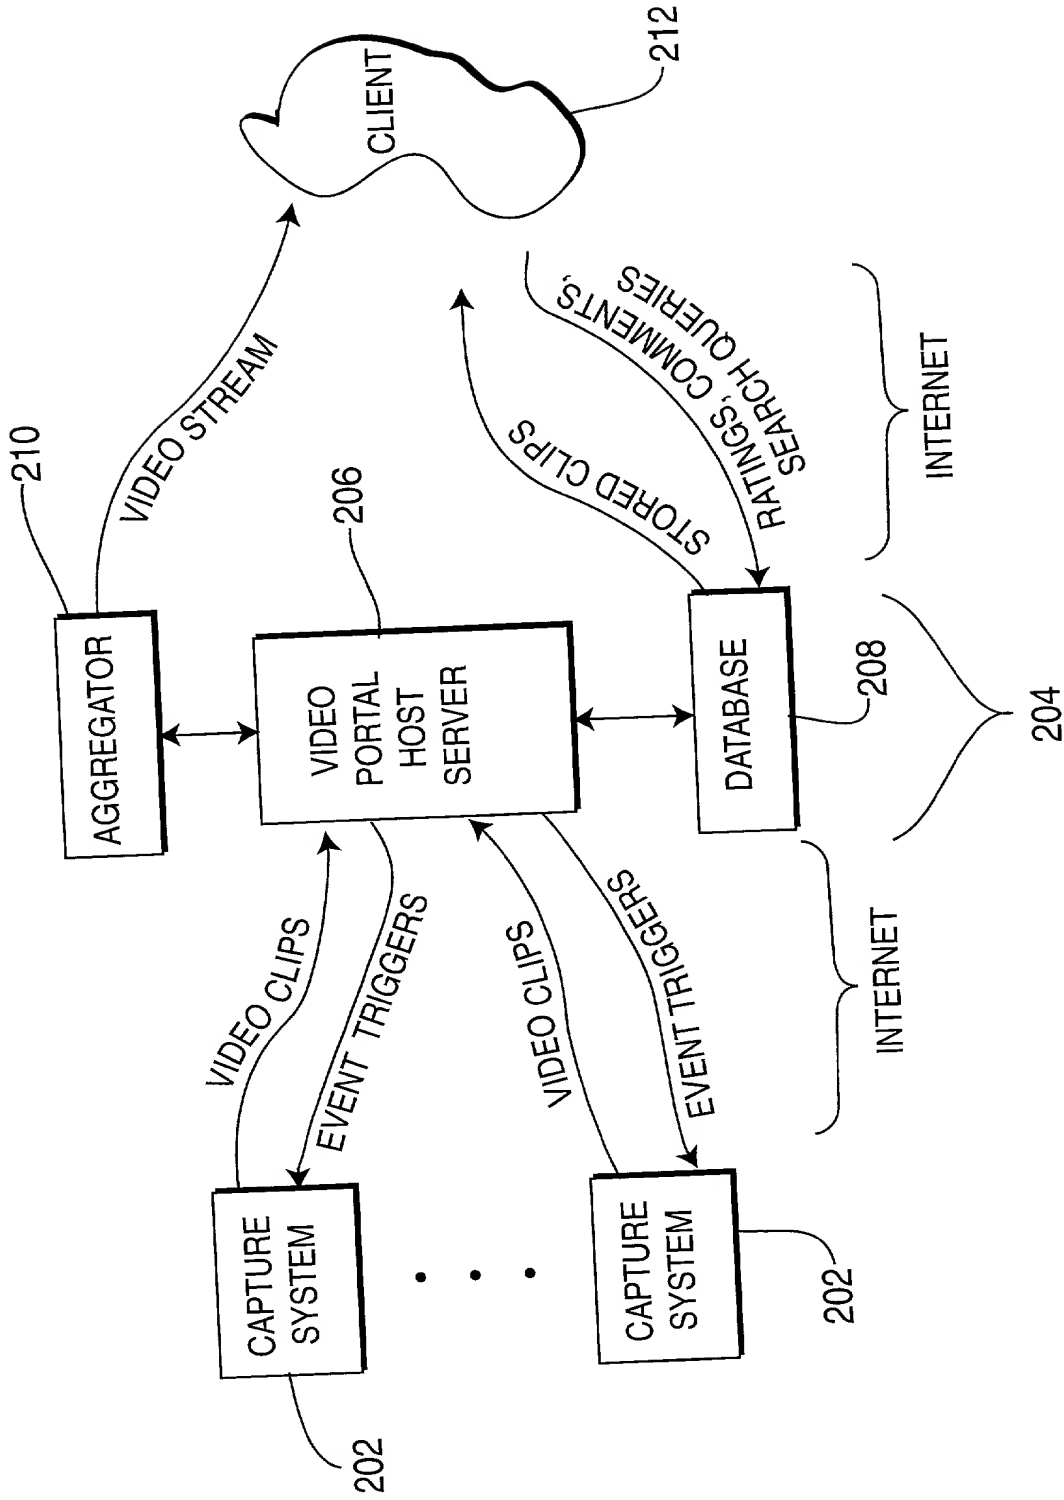 CAPTURE
SYSTEM
202
CAPTURE
SYSTEM
202
VIDEO CLIPS
EVENT TRIGGERS
VIDEO CLIPS
EVENT TRIGGERS
INTERNET
AGGREGATOR
210
VIDEO
PORTAL
HOST
SERVER
206
DATABASE
208
204
VIDEO STREAM
STORED CLIPS
RATINGS, COMMENTS,
SEARCH QUERIES
INTERNET
CLIENT
212